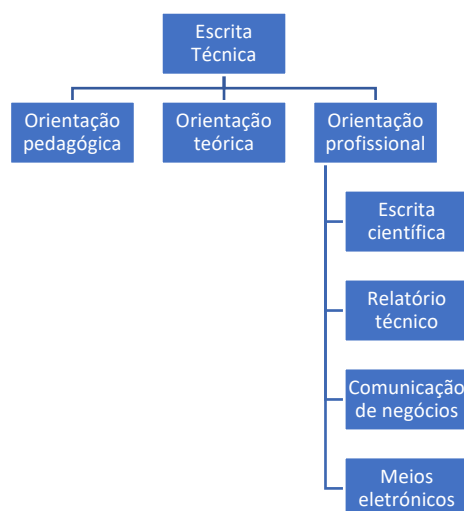 Escrita
Técnica
Orientação
pedagógica
Orientação
teórica
Orientação
profissional
Escrita
científica
Relatório
técnico
Comunicação
de negócios
Meios
eletrónicos